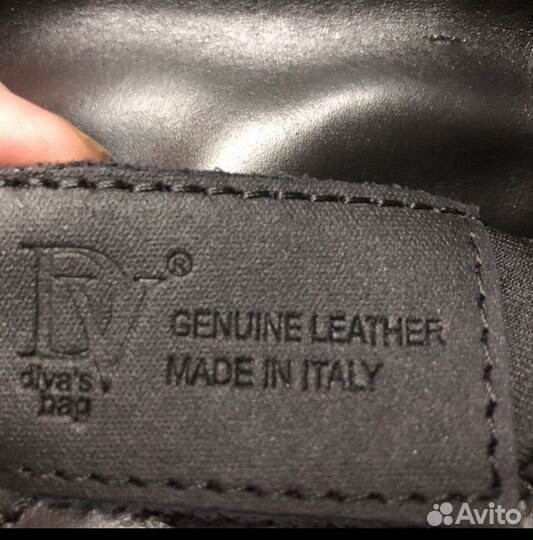 DV®
diva's
bag
GENUINE LEATHER
MADE IN ITALY
Avito